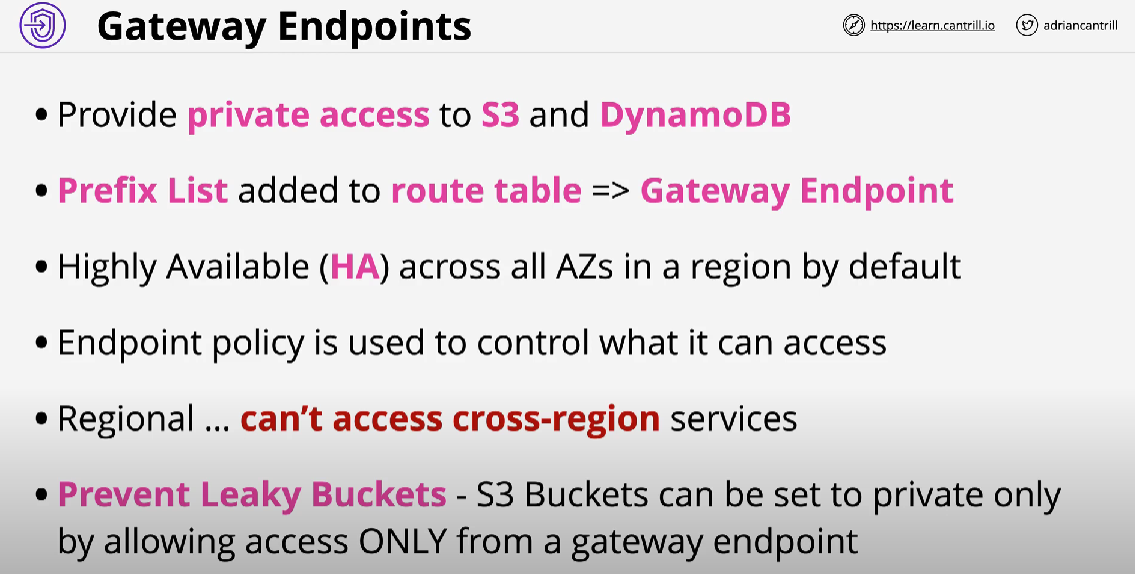 Gateway Endpoints
https://learn.cantrill.io
adriancantrill
• Provide private access to S3 and DynamoDB
• Prefix List added to route table => Gateway Endpoint
• Highly Available (HA) across all AZs in a region by default
• Endpoint policy is used to control what it can access
• Regional ... can’t access cross-region services
• Prevent Leaky Buckets - S3 Buckets can be set to private only
by allowing access ONLY from a gateway endpoint